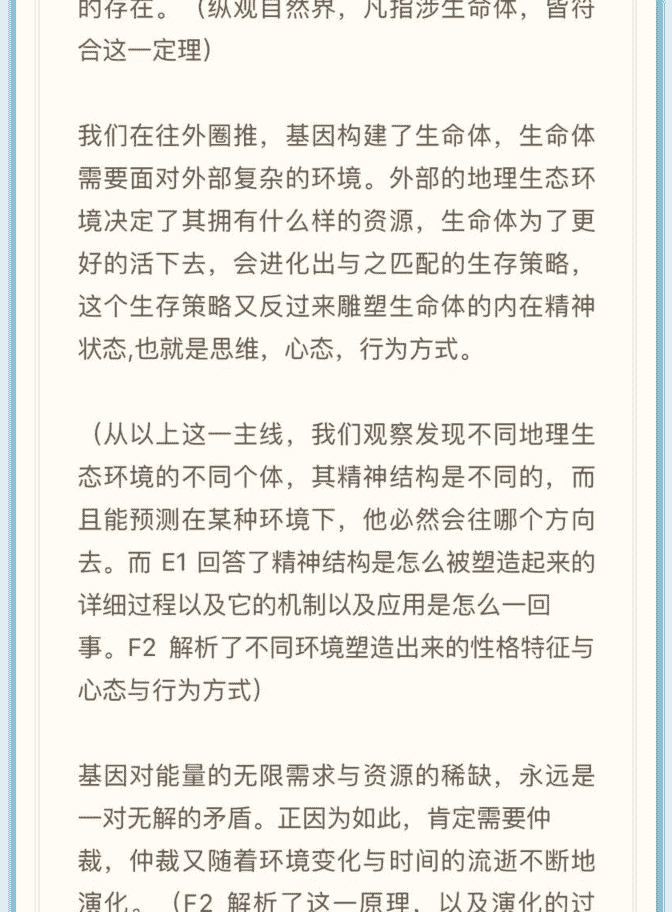 的存在。（纵观自然界，凡指涉生命体，皆符
合这一定理）
我们在往外圈推，基因构建了生命体，生命体
需要面对外部复杂的环境。外部的地理生态环
境决定了其拥有什么样的资源，生命体为了更
好的活下去，会进化出与之匹配的生存策略，
这个生存策略又反过来雕塑生命体的内在精神
状态,也就是思维，心态，行为方式。
（从以上这一主线，我们观察发现不同地理生
态环境的不同个体，其精神结构是不同的，而
且能预测在某种环境下，他必然会往哪个方向
去。而 E1 回答了精神结构是怎么被塑造起来的
详细过程以及它的机制以及应用是怎么一回
事。F2 解析了不同环境塑造出来的性格特征与
心态与行为方式）
基因对能量的无限需求与资源的稀缺，永远是
一对无解的矛盾。正因为如此，肯定需要仲
裁，仲裁又随着环境变化与时间的流逝不断地
演化。（F2 解析了这一原理，以及演化的过